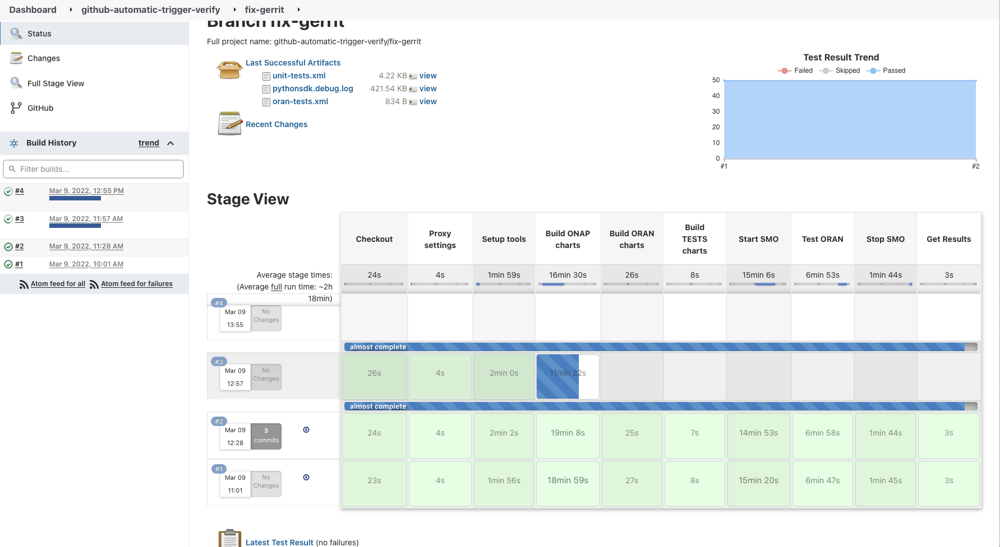 Dashboard
github-automatic-trigger-verify
fix-gerrit
Status
Changes
Full Stage View
GitHub
Build History
trend
Filter builds...
#4 Mar 9, 2022, 12:55 PM
#3 Mar 9, 2022, 11:57 AM
#2 Mar 9, 2022, 11:28 AM
#1 Mar 9, 2022, 10:01 AM
Atom feed for all Atom feed for failures
Branch fix-gerrit
Full project name: github-automatic-trigger-verify/fix-gerrit
Last Successful Artifacts
unit-tests.xml 4.22 KB view
pythonsdk.debug.log 421.54 KB view
oran-tests.xml 834 B view
Recent Changes
Test Result Trend
Failed Skipped Passed
50
40
30
20
10
0
#1 #2
Stage View
Checkout
Proxy
settings
Setup tools
Build ONAP
charts
Build ORAN
charts
Build
TESTS
charts
Start SMO
Test ORAN
Stop SMO
Get Results
Average stage times:
(Average full run time: ~2h
18min)
24s 4s 1min 59s 16min 30s 26s 8s 15min 6s 6min 53s 1min 44s 3s
#4
Mar 09
13:55
No
Changes
almost complete
#3
Mar 09
12:57
No
Changes
26s 4s 2min 0s 11min 22s
almost complete
#2
Mar 09
12:28
3
commits
24s 4s 2min 2s 19min 8s 25s 7s 14min 53s 6min 58s 1min 44s 3s
#1
Mar 09
11:01
No
Changes
23s 4s 1min 56s 18min 59s 27s 8s 15min 20s 6min 47s 1min 45s 3s
Latest Test Result (no failures)